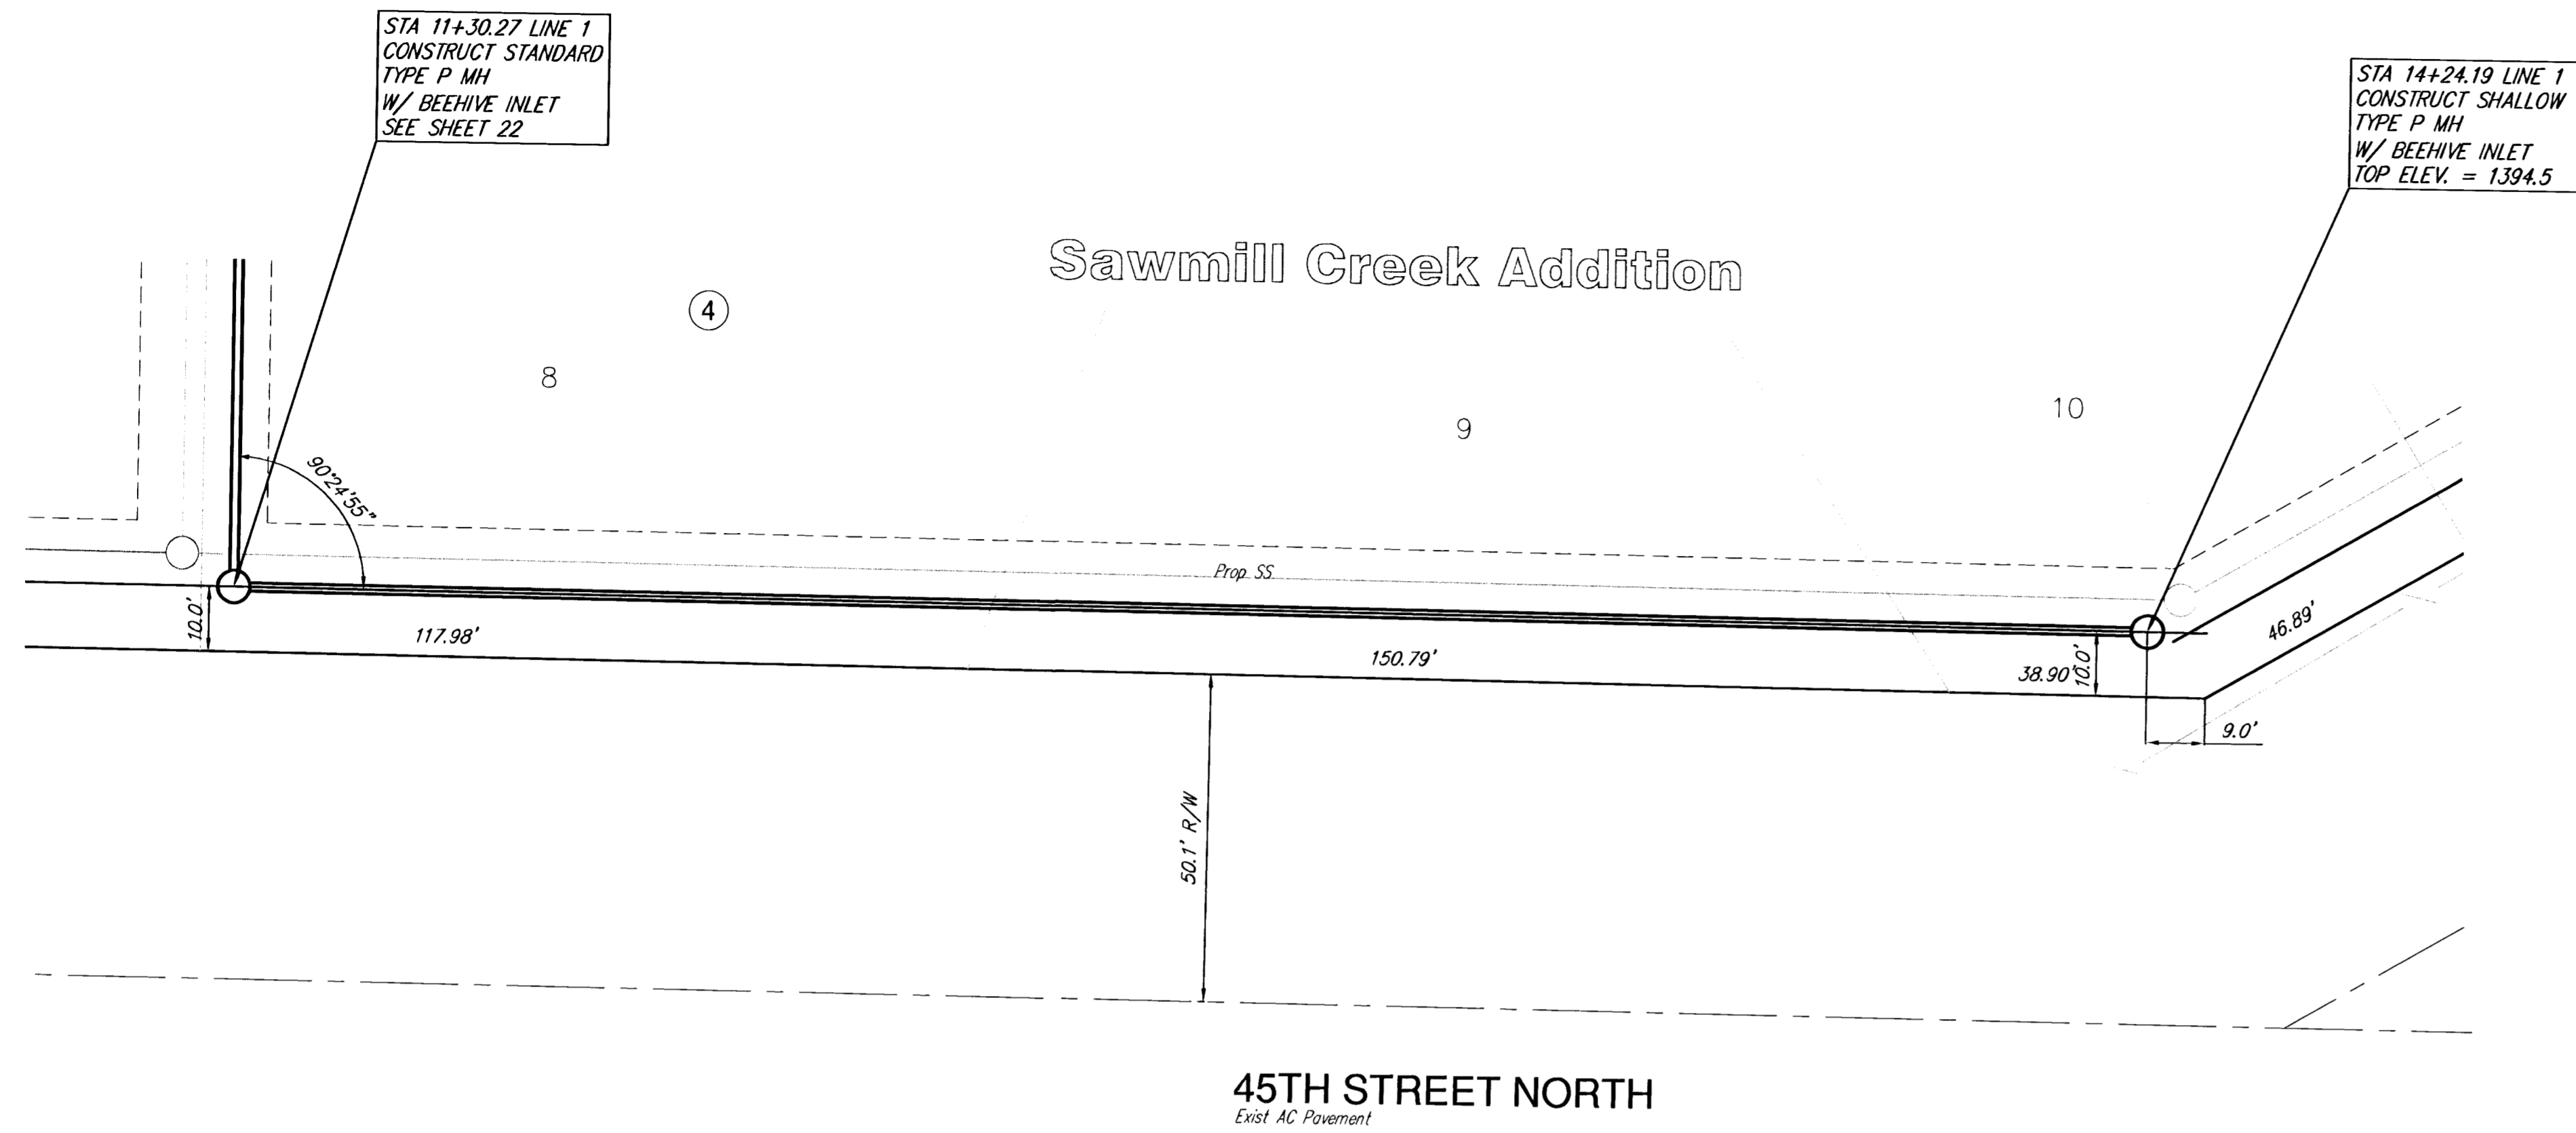 STA 11+30.27 LINE 1
CONSTRUCT STANDARD
TYPE P MH
W/ BEEHIVE INLET
SEE SHEET 22
STA 14+24.19 LINE 1
CONSTRUCT SHALLOW
TYPE P MH
W/ BEEHIVE INLET
TOP ELEV. = 1394.5
Sawmill Creek Addition
4
8
9
10
90°24'55"
Prop SS
10.0'
117.98'
150.79'
38.90'
10.0'
46.89'
9.0'
50.1' R/W
45TH STREET NORTH
Exist AC Pavement